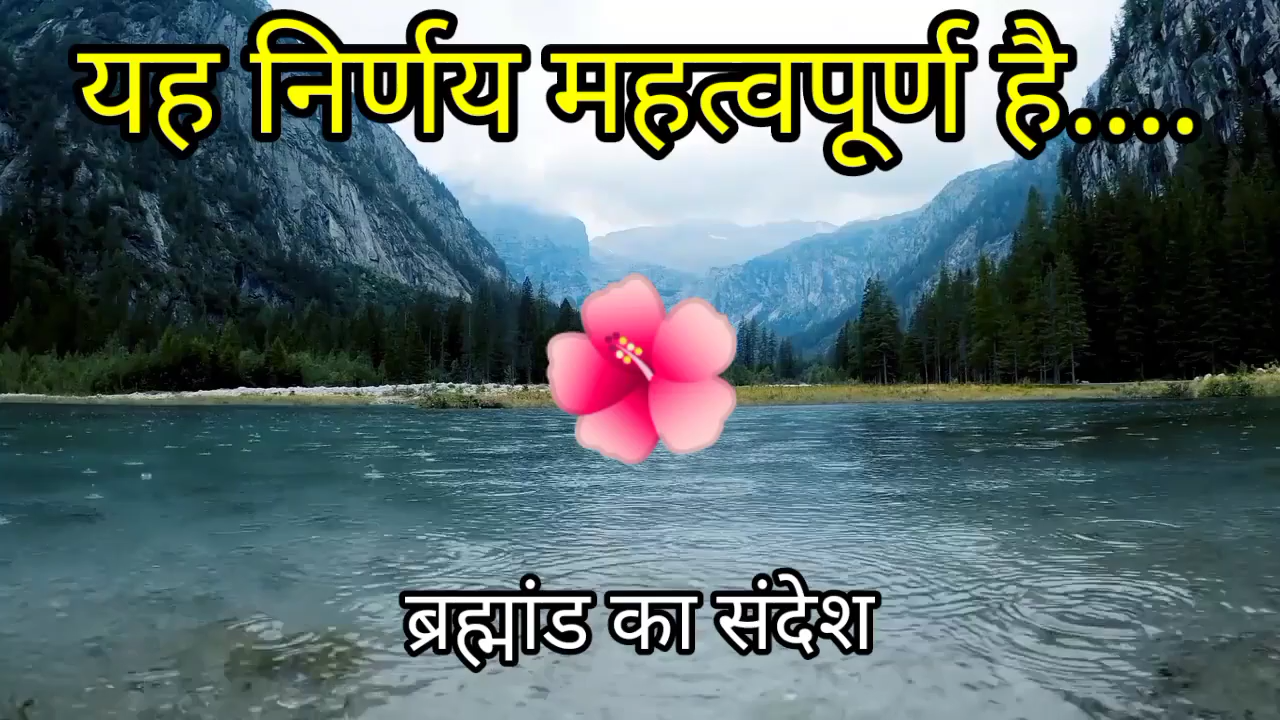 यह निर्णय महत्वपूर्ण है....
ब्रह्मांड का संदेश